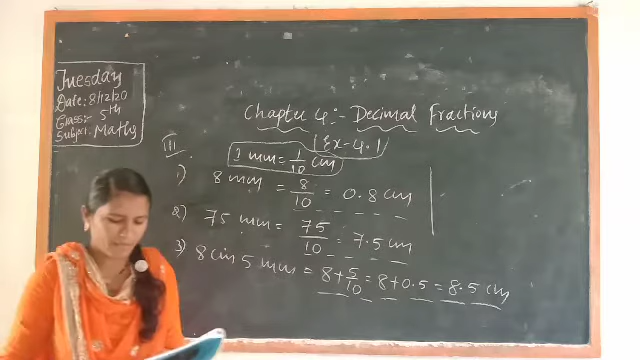 Tuesday
Date: 8/12/20
Class:- 5th
Subject: Maths
Chapter 4:- Decimal Fractions
Ex-4.1
III
1 mm = 1/10 cm
1) 8 mm = 8/10 = 0.8 cm
2) 75 mm = 75/10 = 7.5 cm
3) 8 cm 5 mm = 8+5/10 = 8+0.5 = 8.5 cm